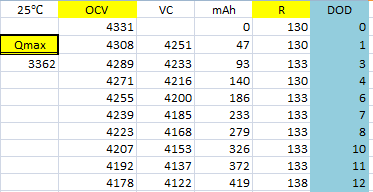 25℃ OCV VC mAh R DOD
4331 0 130 0
Qmax 4308 4251 47 130 1
3362 4289 4233 93 133 3
4271 4216 140 130 4
4255 4200 186 133 6
4239 4185 233 133 7
4223 4168 279 133 8
4207 4153 326 133 10
4192 4137 372 133 11
4178 4122 419 138 12